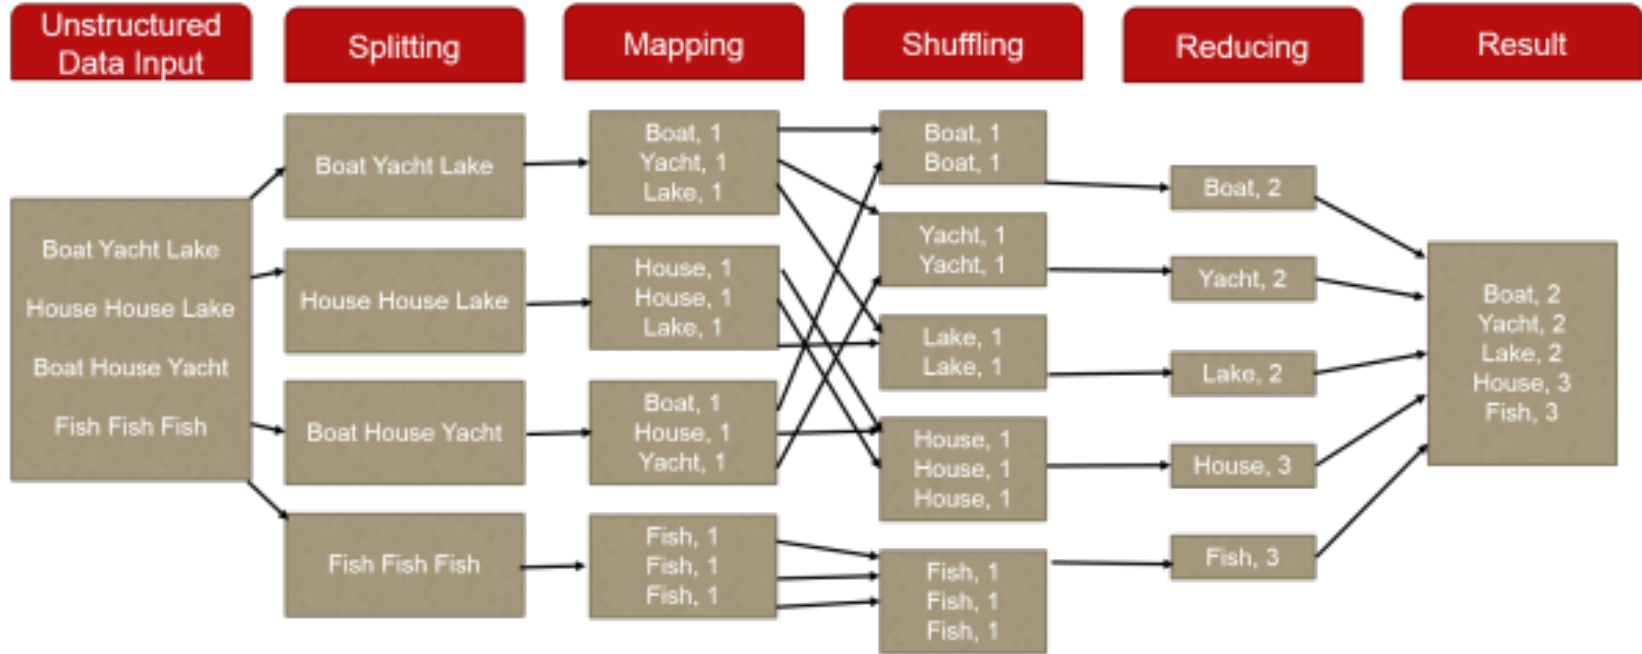 Unstructured
Data Input
Splitting
Mapping
Shuffling
Reducing
Result
Boat Yacht Lake
House House Lake
Boat House Yacht
Fish Fish Fish
Boat Yacht Lake
House House Lake
Boat House Yacht
Fish Fish Fish
Boat, 1
Yacht, 1
Lake, 1
House, 1
House, 1
Lake, 1
Boat, 1
House, 1
Yacht, 1
Fish, 1
Fish, 1
Fish, 1
Boat, 1
Boat, 1
Yacht, 1
Yacht, 1
Lake, 1
Lake, 1
House, 1
House, 1
House, 1
Fish, 1
Fish, 1
Fish, 1
Boat, 2
Yacht, 2
Lake, 2
House, 3
Fish, 3
Boat, 2
Yacht, 2
Lake, 2
House, 3
Fish, 3